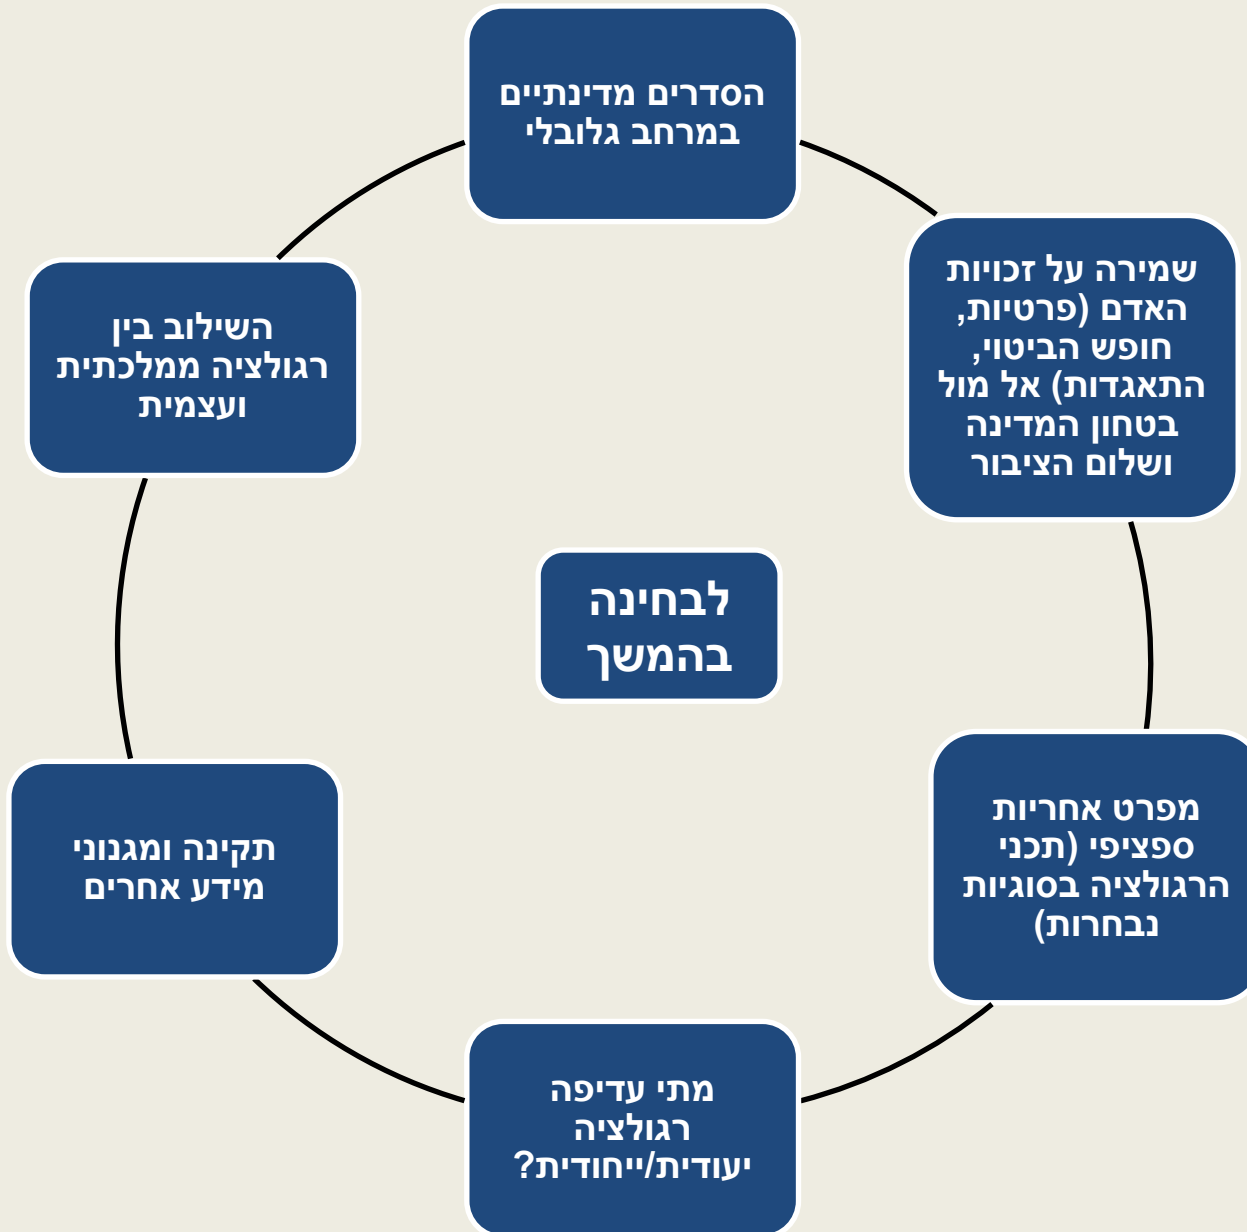 הסדרים מדינתיים
במרחב גלובלי
שמירה על זכויות
האדם (פרטיות,
חופש הביטוי,
התאגדות) אל מול
בטחון המדינה
ושלום הציבור
מפרט אחריות
ספציפי (תכני
הרגולציה בסוגיות
נבחרות)
מתי עדיפה
רגולציה
יעודית/ייחודית?
תקינה ומגנוני
מידע אחרים
השילוב בין
רגולציה ממלכתית
ועצמית
לבחינה
בהמשך